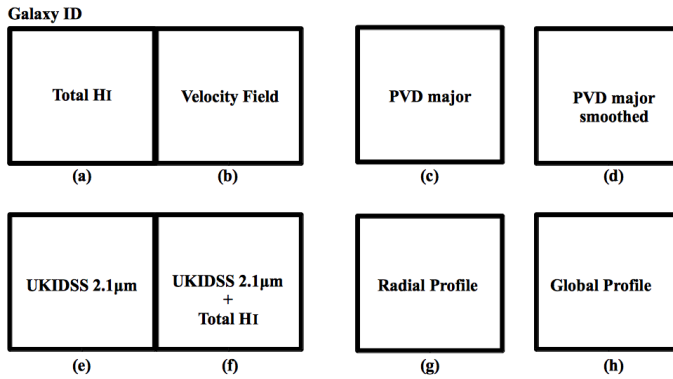 Galaxy ID
Total HI
Velocity Field
PVD major
PVD major
smoothed
(a)
(b)
(c)
(d)
UKIDSS 2.1µm
UKIDSS 2.1µm
+
Total HI
Radial Profile
Global Profile
(e)
(f)
(g)
(h)